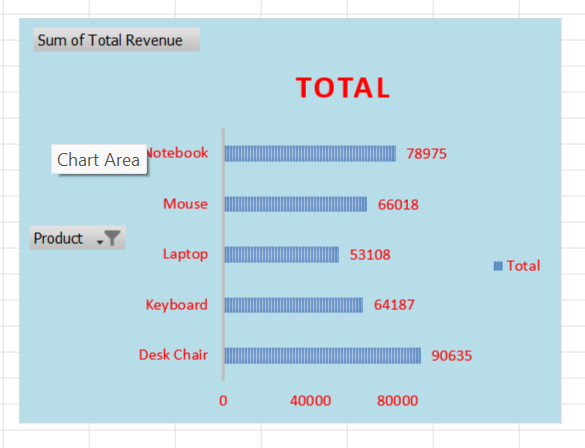 Sum of Total Revenue
TOTAL
Notebook 78975
Chart Area
Mouse 66018
Product
Laptop 53108
Total
Keyboard 64187
Desk Chair 90635
0 40000 80000